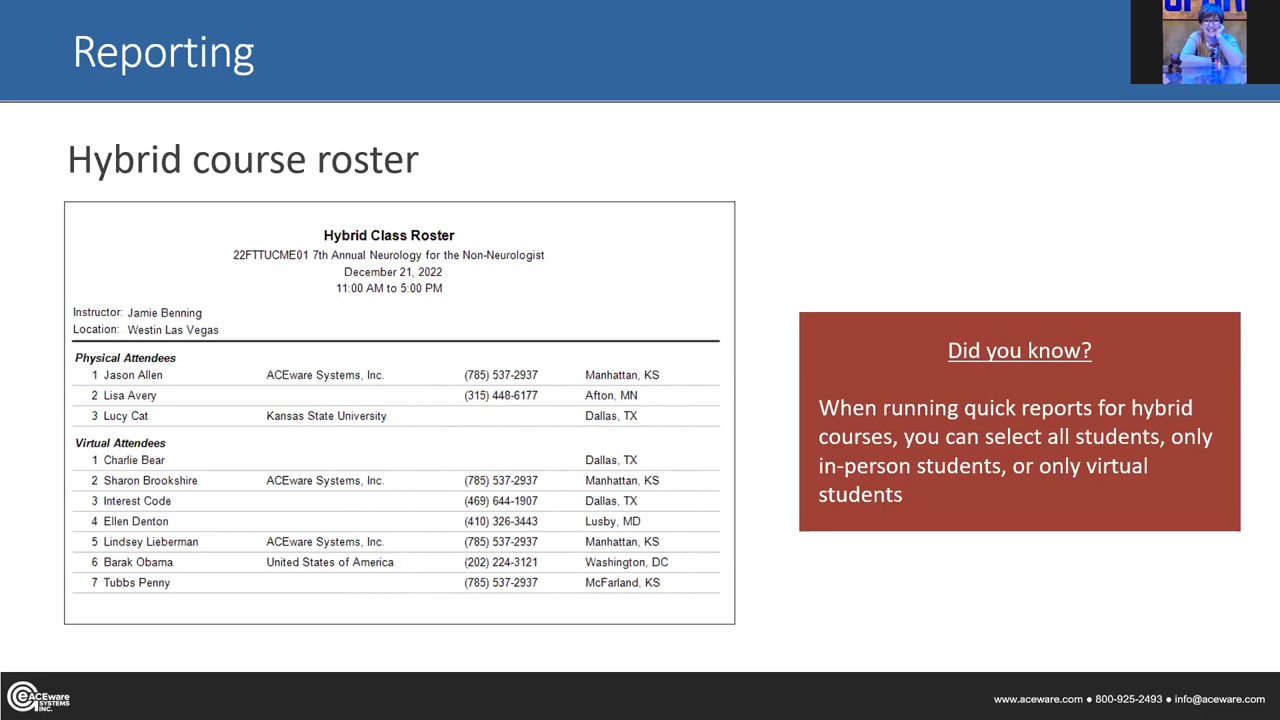 Reporting
Hybrid course roster
Hybrid Class Roster
22FTTUCME01 7th Annual Neurology for the Non-Neurologist
December 21, 2022
11:00 AM to 5:00 PM
Instructor: Jamie Benning
Location: Westin Las Vegas
Physical Attendees
1 Jason Allen ACEware Systems, Inc. (785) 537-2937 Manhattan, KS
2 Lisa Avery (315) 448-6177 Afton, MN
3 Lucy Cat Kansas State University Dallas, TX
Virtual Attendees
1 Charlie Bear Dallas, TX
2 Sharon Brookshire ACEware Systems, Inc. (785) 537-2937 Manhattan, KS
3 Interest Code (469) 644-1907 Dallas, TX
4 Ellen Denton (410) 326-3443 Lusby, MD
5 Lindsey Lieberman ACEware Systems, Inc. (785) 537-2937 Manhattan, KS
6 Barak Obama United States of America (202) 224-3121 Washington, DC
7 Tubbs Penny (785) 537-2937 McFarland, KS
Did you know?
When running quick reports for hybrid
courses, you can select all students, only
in-person students, or only virtual
students
ACEware
SYSTEMS
INC.
www.aceware.com ● 800-925-2493 ● info@aceware.com